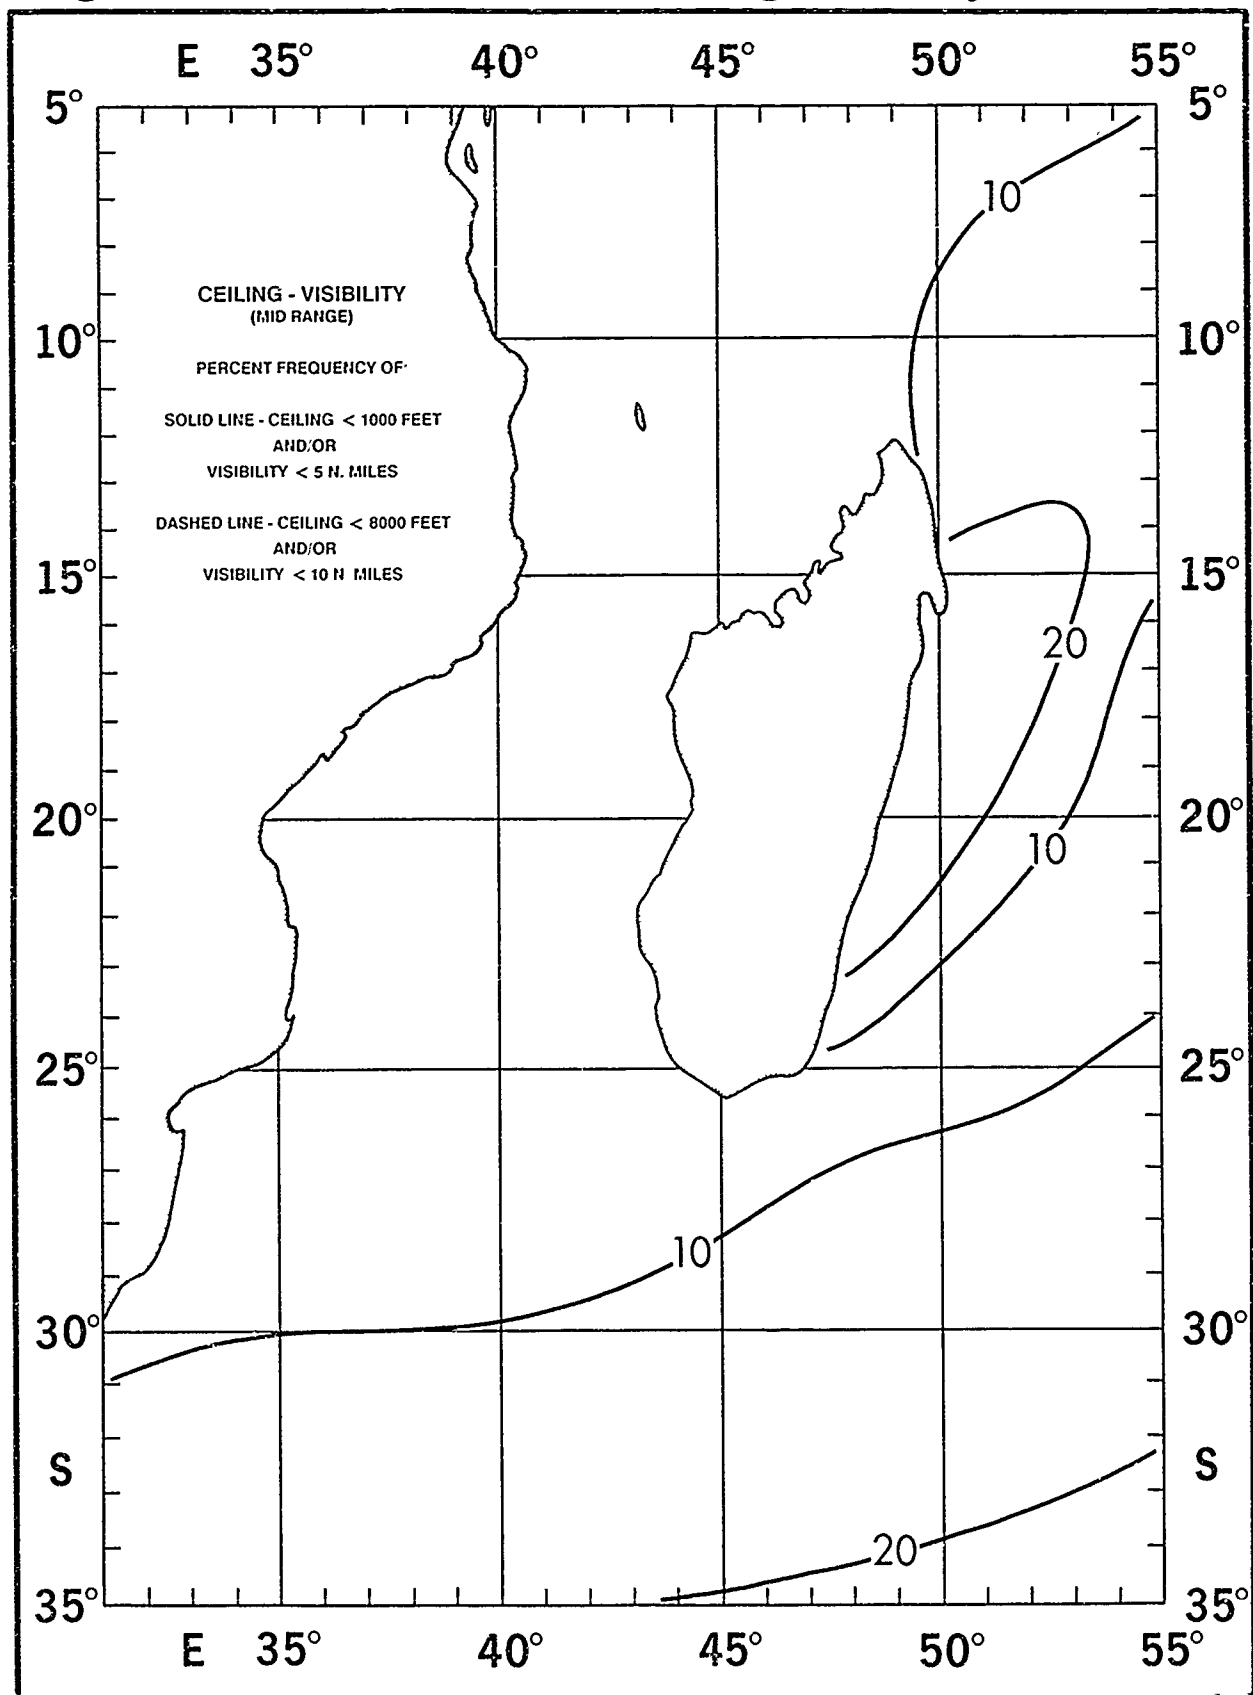 E 35° 40° 45° 50° 55°
5° 5°
10
CEILING - VISIBILITY
(MID RANGE)
10° 10°
PERCENT FREQUENCY OF
SOLID LINE - CEILING < 1000 FEET
AND/OR
VISIBILITY < 5 N. MILES
DASHED LINE - CEILING < 8000 FEET
AND/OR
VISIBILITY < 10 N MILES
15° 15°
20
20° 20°
10
25° 25°
10
30° 30°
S S
20
35° 35°
E 35° 40° 45° 50° 55°